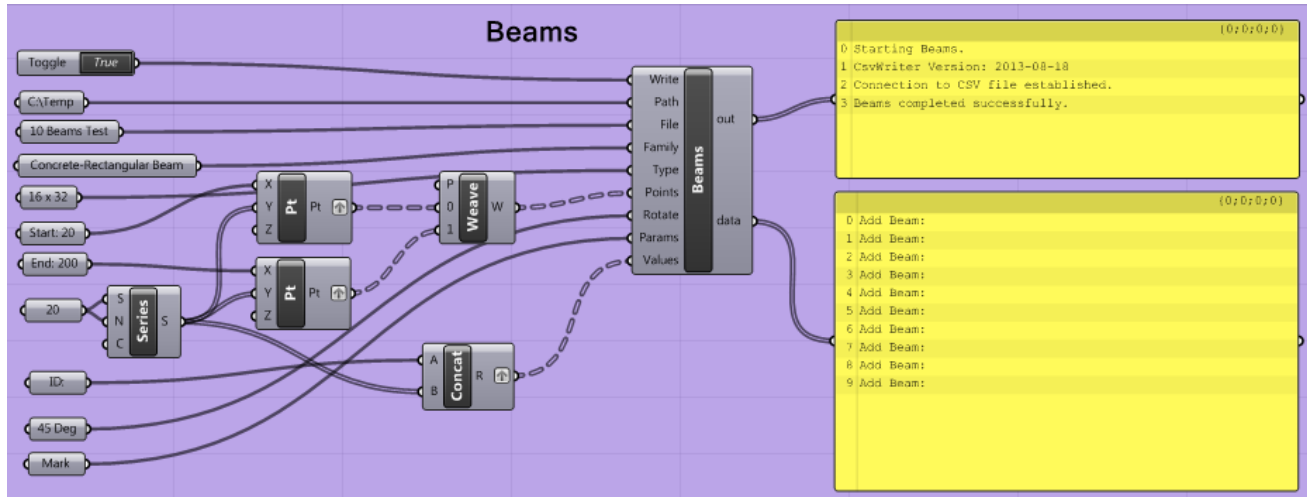 Beams
Toggle True
C:\Temp
10 Beams Test
Concrete-Rectangular Beam
16 x 32
Start: 20
End: 200
20
ID:
45 Deg
Mark
S
N
C
Series
S
X
Y
Z
Pt
Pt
X
Y
Z
Pt
Pt
P
0
1
Weave
W
A
B
Concat
R
Write
Path
File
Family
Type
Points
Rotate
Params
Values
Beams
out
data
{0;0;0;0}
0 Starting Beams.
1 CsvWriter Version: 2013-08-18
2 Connection to CSV file established.
3 Beams completed successfully.
{0;0;0;0}
0 Add Beam:
1 Add Beam:
2 Add Beam:
3 Add Beam:
4 Add Beam:
5 Add Beam:
6 Add Beam:
7 Add Beam:
8 Add Beam:
9 Add Beam: